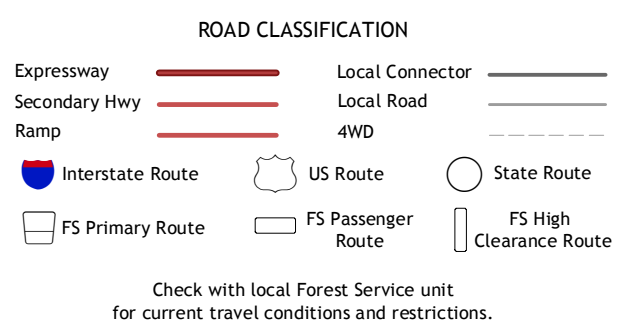 ROAD CLASSIFICATION
Expressway
Local Connector
Secondary Hwy
Local Road
Ramp
4WD
Interstate Route
US Route
State Route
FS Primary Route
FS Passenger
Route
FS High
Clearance Route
Check with local Forest Service unit
for current travel conditions and restrictions.